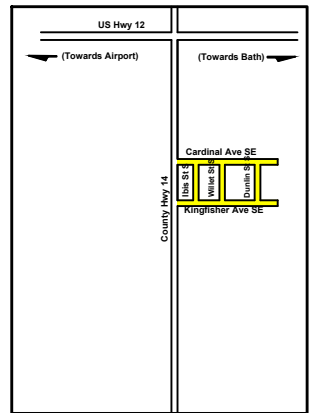 US Hwy 12
(Towards Airport)
(Towards Bath)
Cardinal Ave SE
Ibis St S
Willet St S
Dunlin St S
Kingfisher Ave SE
County Hwy 14